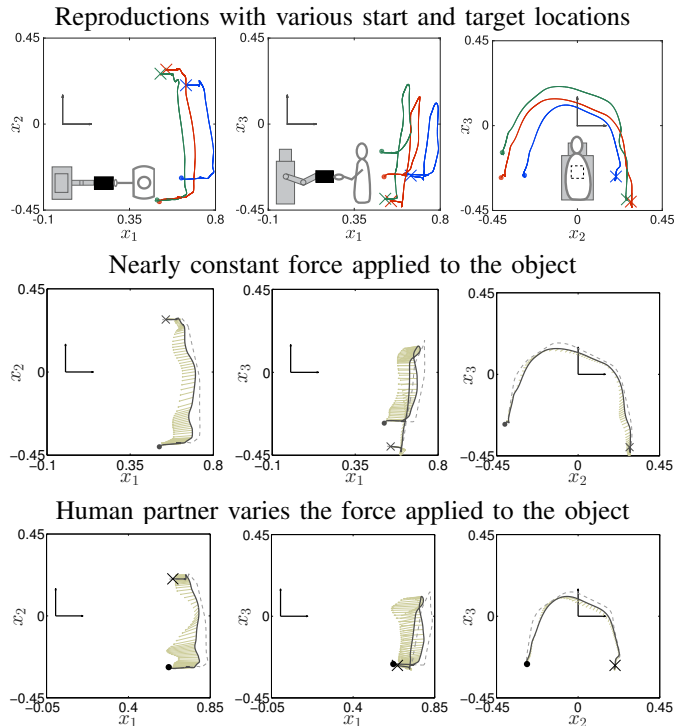 Reproductions with various start and target locations
0.45
x₂
0
-0.45
-0.1
0.35
0.8
x₁
0.45
x₃
0
-0.45
-0.1
0.35
0.8
x₁
0.45
x₃
0
-0.45
-0.45
0
0.45
x₂
Nearly constant force applied to the object
0.45
x₂
0
-0.45
-0.1
0.35
0.8
x₁
0.45
x₃
0
-0.45
-0.1
0.35
0.8
x₁
0.45
x₃
0
-0.45
-0.45
0
0.45
x₂
Human partner varies the force applied to the object
0.45
x₂
0
-0.45
-0.05
0.4
0.85
x₁
0.45
x₃
0
-0.45
-0.05
0.4
0.85
x₁
0.45
x₃
0
-0.45
-0.45
0
0.45
x₂